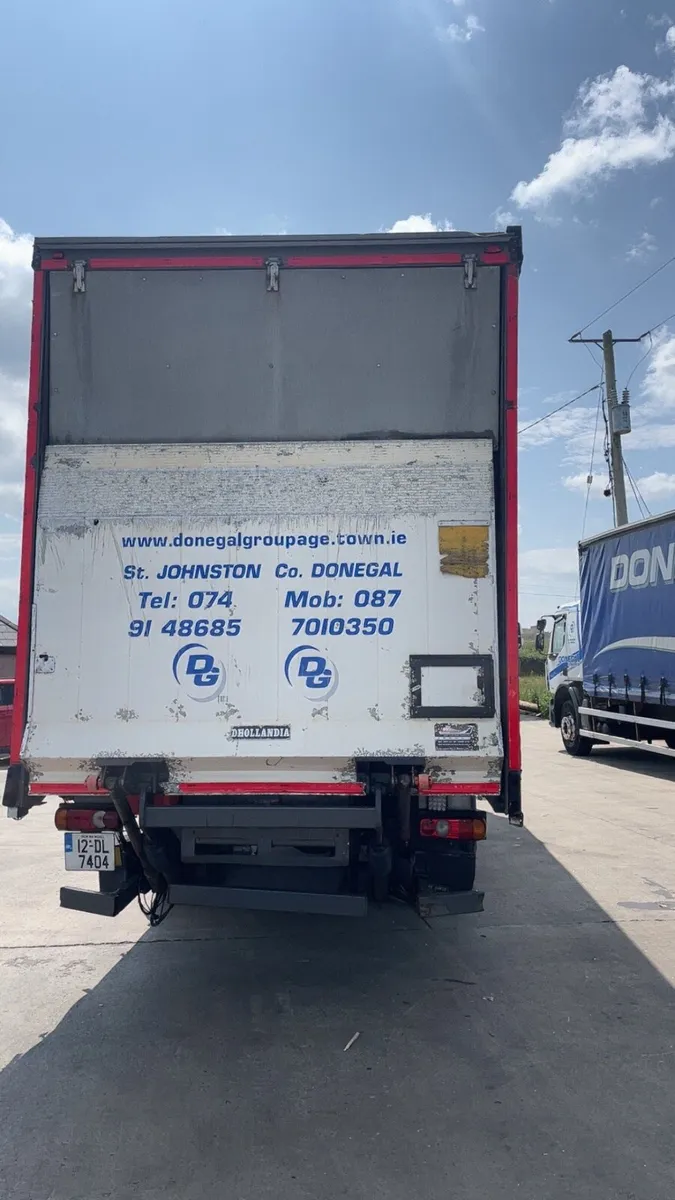 www.donegalgroupage.town.ie
St. JOHNSTON Co. DONEGAL
Tel: 074 Mob: 087
91 48685 7010350
DG DG
DHOLLANDIA
12-DL
7404
DON